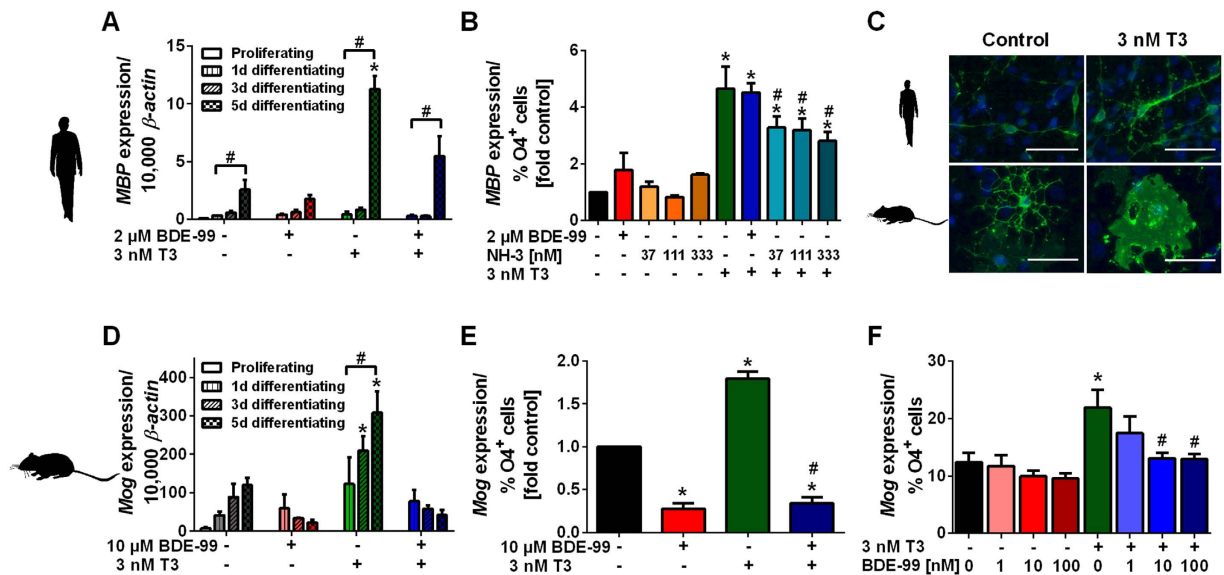 A
MBP expression/
10,000 β-actin
15
10
5
0
Proliferating
1d differentiating
3d differentiating
5d differentiating
#
#
*
#
2 μM BDE-99 - + - +
3 nM T3 - - + +
B
MBP expression/
% O4+ cells
[fold control]
6
4
2
0
* * #* #* #*
2 μM BDE-99 - + - - - - + - - -
NH-3 [nM] - - 37 111 333 - - 37 111 333
3 nM T3 - - - - - + + + + +
C
Control 3 nM T3
D
Mog expression/
10,000 β-actin
400
300
200
100
0
Proliferating
1d differentiating
3d differentiating
5d differentiating
#
* *
10 μM BDE-99 - + - +
3 nM T3 - - + +
E
Mog expression/
% O4+ cells
[fold control]
2.0
1.5
1.0
0.5
0.0
* * #*
10 μM BDE-99 - + - +
3 nM T3 - - + +
F
Mog expression/
% O4+ cells
30
20
10
0
* # #
3 nM T3 - - - - + + + +
BDE-99 [nM] 0 1 10 100 0 1 10 100